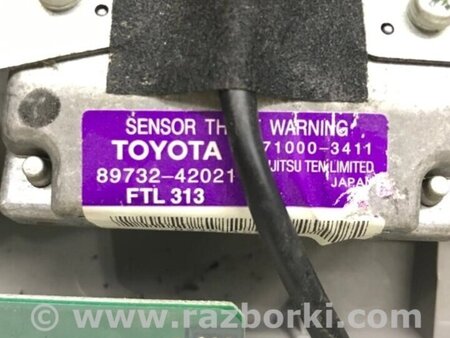 SENSOR TH T WARNING
TOYOTA 71000-3411
89732-42021 JITSU TEN LIMITED
JAPAN
FTL 313
www.razborki.com